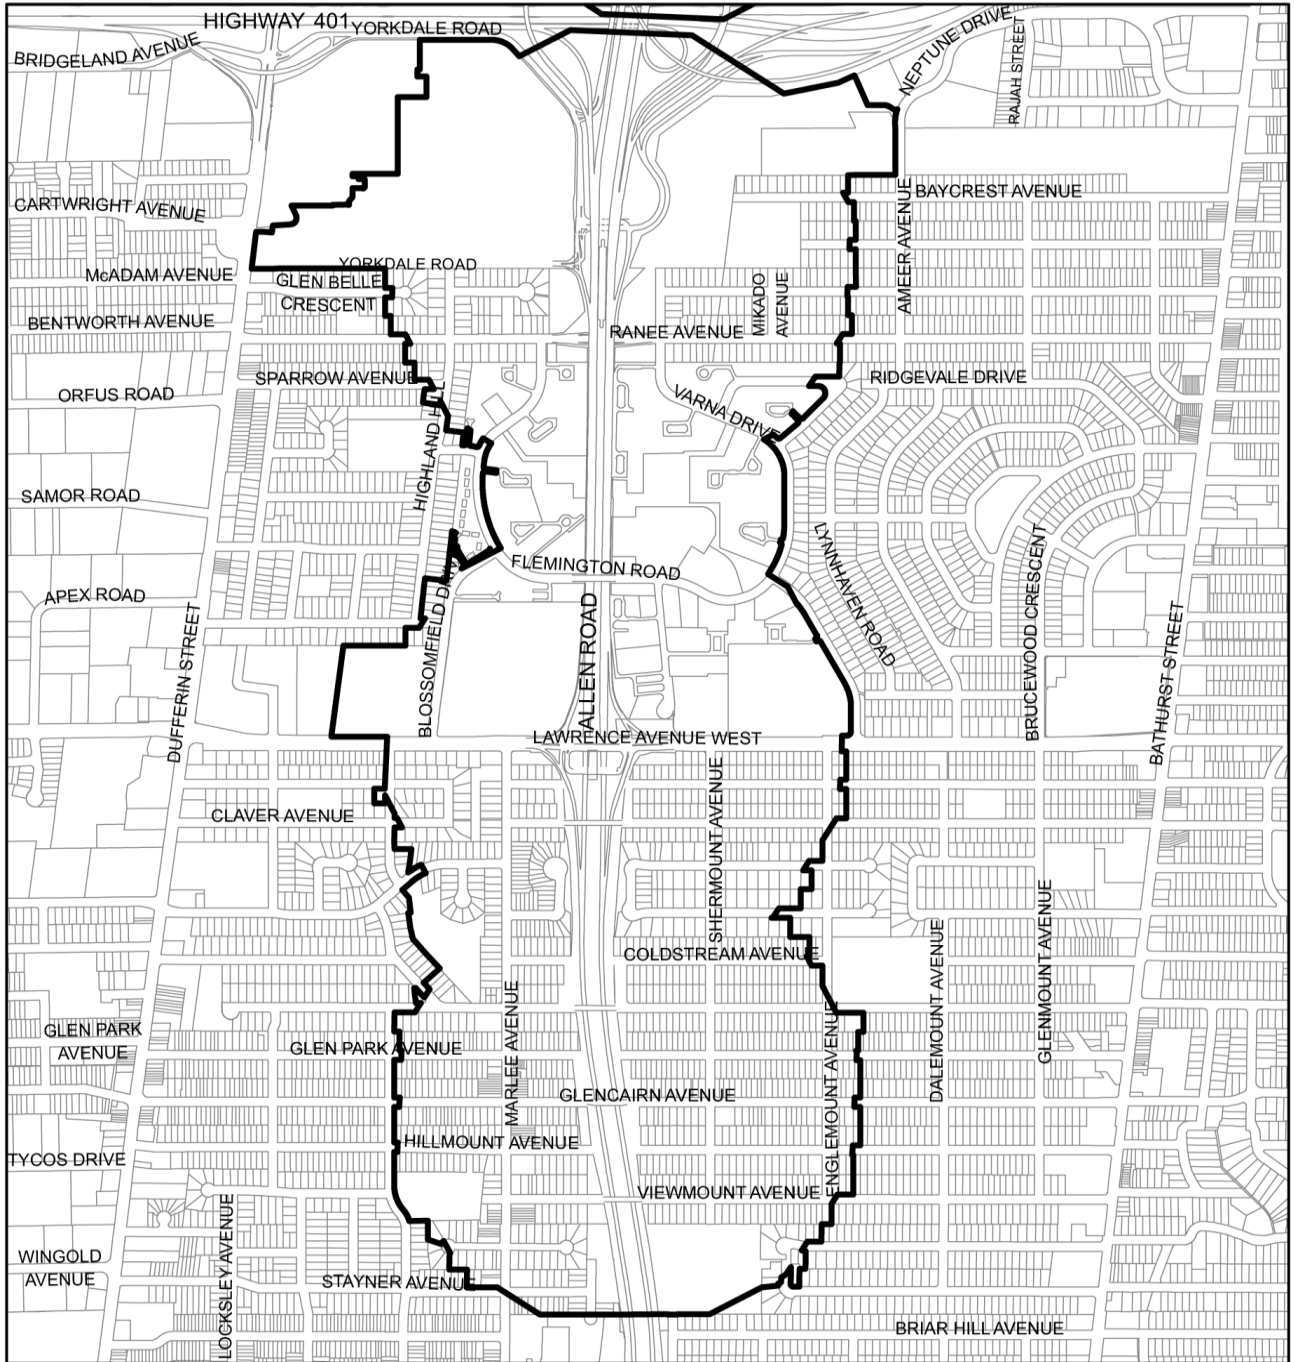 HIGHWAY 401
YORKDALE ROAD
BRIDGELAND AVENUE
NEPTUNE DRIVE
RAJAH STREET
CARTWRIGHT AVENUE
BAYCREST AVENUE
AMEER AVENUE
McADAM AVENUE
YORKDALE ROAD
GLEN BELLE
CRESCENT
MIKADO
AVENUE
BENTWORTH AVENUE
RANEE AVENUE
SPARROW AVENUE
RIDGEVALE DRIVE
ORFUS ROAD
VARNA DRIVE
HIGHLAND HILL
SAMOR ROAD
LYNNHAVEN ROAD
BRUCEWOOD CRESCENT
FLEMINGTON ROAD
APEX ROAD
BLOSSOMFIELD DRIVE
ALLEN ROAD
DUFFERIN STREET
BATHURST STREET
LAWRENCE AVENUE WEST
SHERMOUNT AVENUE
CLAVER AVENUE
GLENMOUNT AVENUE
DALEMOUNT AVENUE
COLDSTREAM AVENUE
MARLEE AVENUE
ENGLEMOUNT AVENUE
GLEN PARK
AVENUE
GLEN PARK AVENUE
GLENCAIRN AVENUE
HILLMOUNT AVENUE
TYCOS DRIVE
VIEWMOUNT AVENUE
LOCKSLEY AVENUE
WINGOLD
AVENUE
STAYNER AVENUE
BRIAR HILL AVENUE